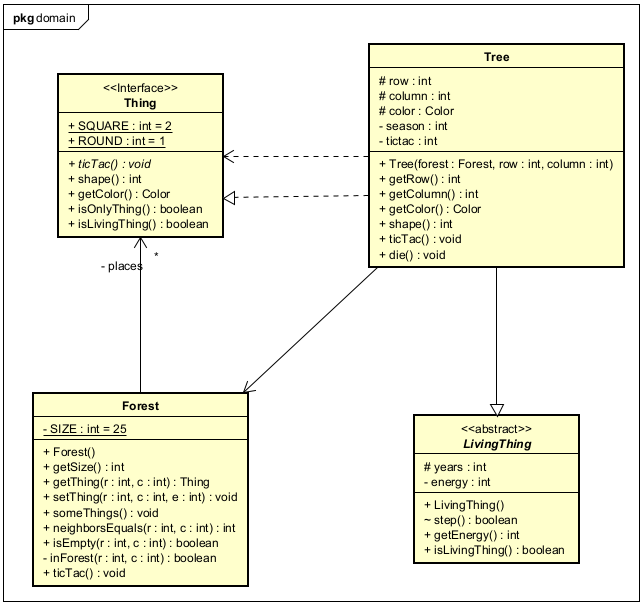 pkg domain
<<Interface>>
Thing
+ SQUARE : int = 2
+ ROUND : int = 1
+ ticTac() : void
+ shape() : int
+ getColor() : Color
+ isOnlyThing() : boolean
+ isLivingThing() : boolean
Tree
# row : int
# column : int
# color : Color
- season : int
- tictac : int
+ Tree(forest : Forest, row : int, column : int)
+ getRow() : int
+ getColumn() : int
+ getColor() : Color
+ shape() : int
+ ticTac() : void
+ die() : void
*
- places
Forest
- SIZE : int = 25
+ Forest()
+ getSize() : int
+ getThing(r : int, c : int) : Thing
+ setThing(r : int, c : int, e : int) : void
+ someThings() : void
+ neighborsEquals(r : int, c : int) : int
+ isEmpty(r : int, c : int) : boolean
- inForest(r : int, c : int) : boolean
+ ticTac() : void
<<abstract>>
LivingThing
# years : int
- energy : int
+ LivingThing()
~ step() : boolean
+ getEnergy() : int
+ isLivingThing() : boolean